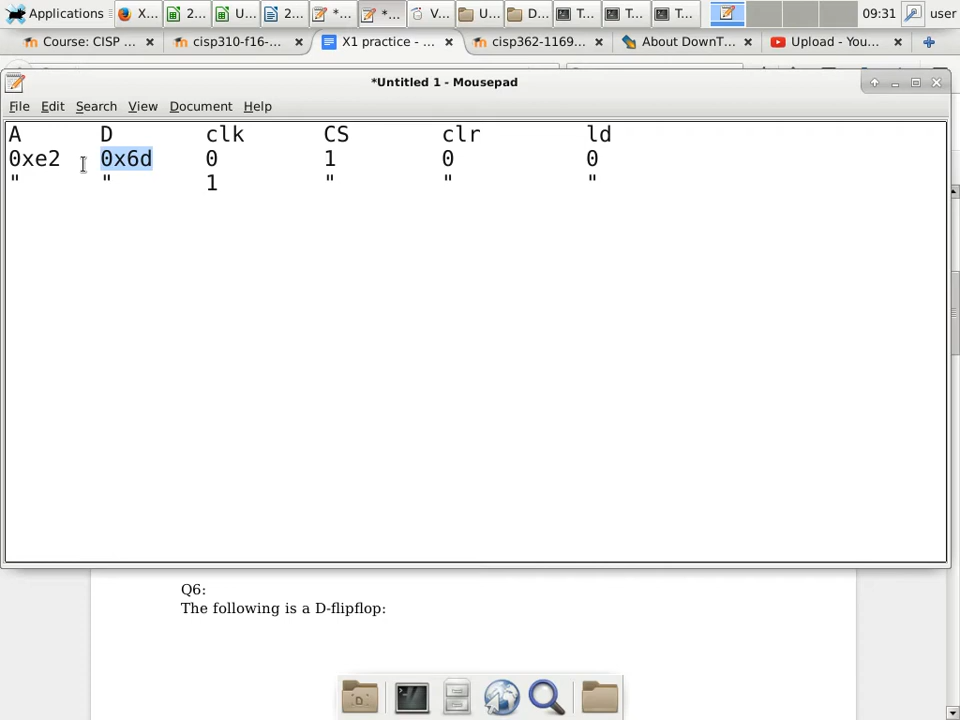 Applications X... 2... U... 2... *... *... V... U... D... T... T... T... 09:31 user
Course: CISP ... cisp310-f16-... X1 practice - ... cisp362-1169... About DownT... Upload - You...
*Untitled 1 - Mousepad
File Edit Search View Document Help
A D clk CS clr ld
0xe2 0x6d 0 1 0 0
" " 1 " " "
Q6:
The following is a D-flipflop: